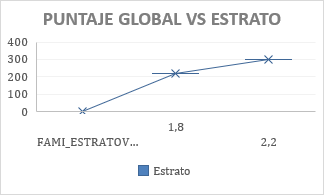 PUNTAJE GLOBAL VS ESTRATO
400
300
200
100
0
1,8
FAMI_ESTRATOV...
2,2
Estrato